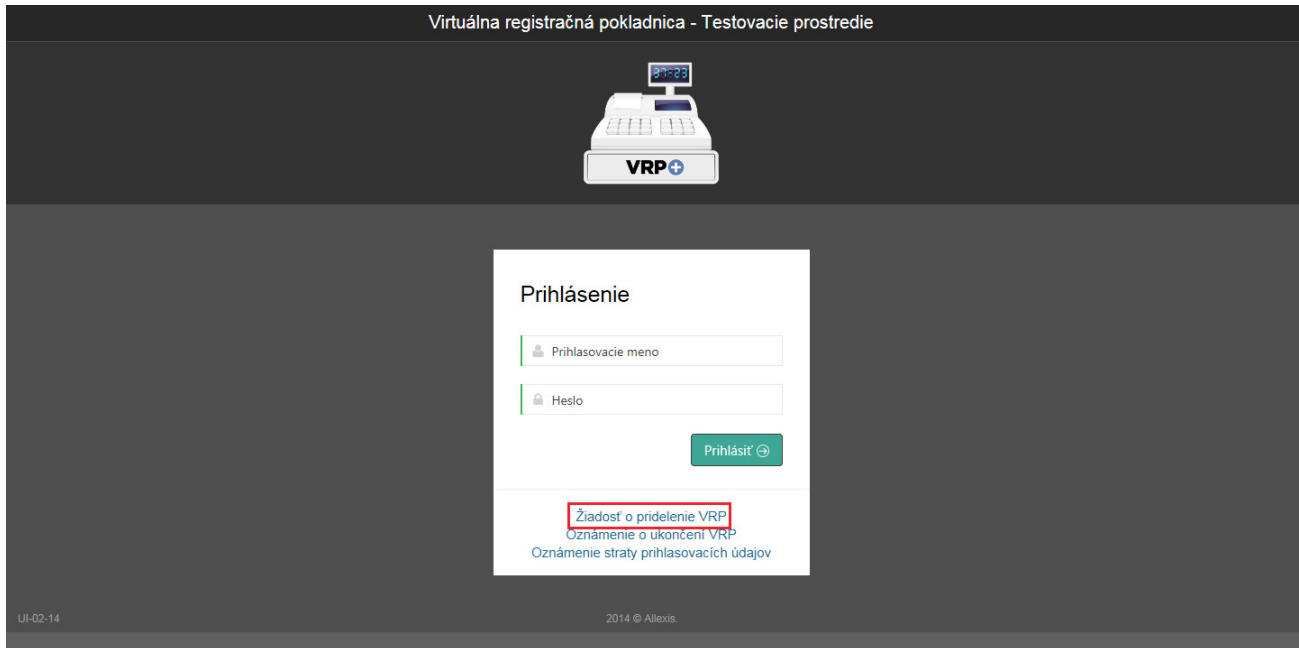 Virtuálna registračná pokladnica - Testovacie prostredie
VRP
Prihlásenie
Prihlasovacie meno
Heslo
Prihlásiť
Žiadosť o pridelenie VRP
Oznámenie o ukončení VRP
Oznámenie straty prihlasovacích údajov
UI-02-14
2014 © Allexis.